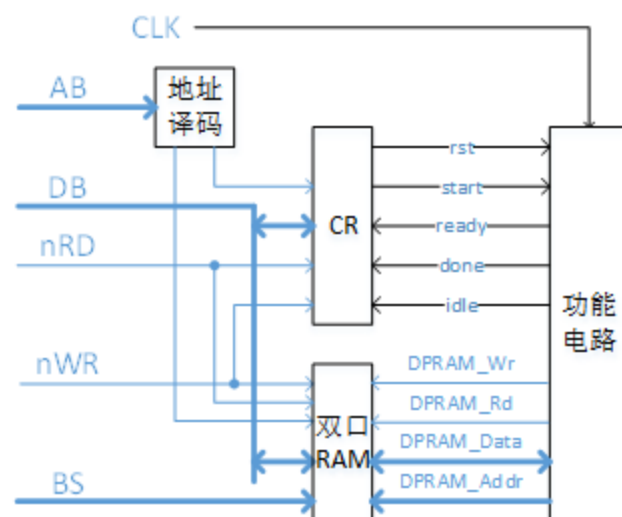 CLK
AB
地址
译码
DB
nRD
nWR
BS
CR
rst
start
ready
done
idle
功能
电路
双口
RAM
DPRAM_Wr
DPRAM_Rd
DPRAM_Data
DPRAM_Addr